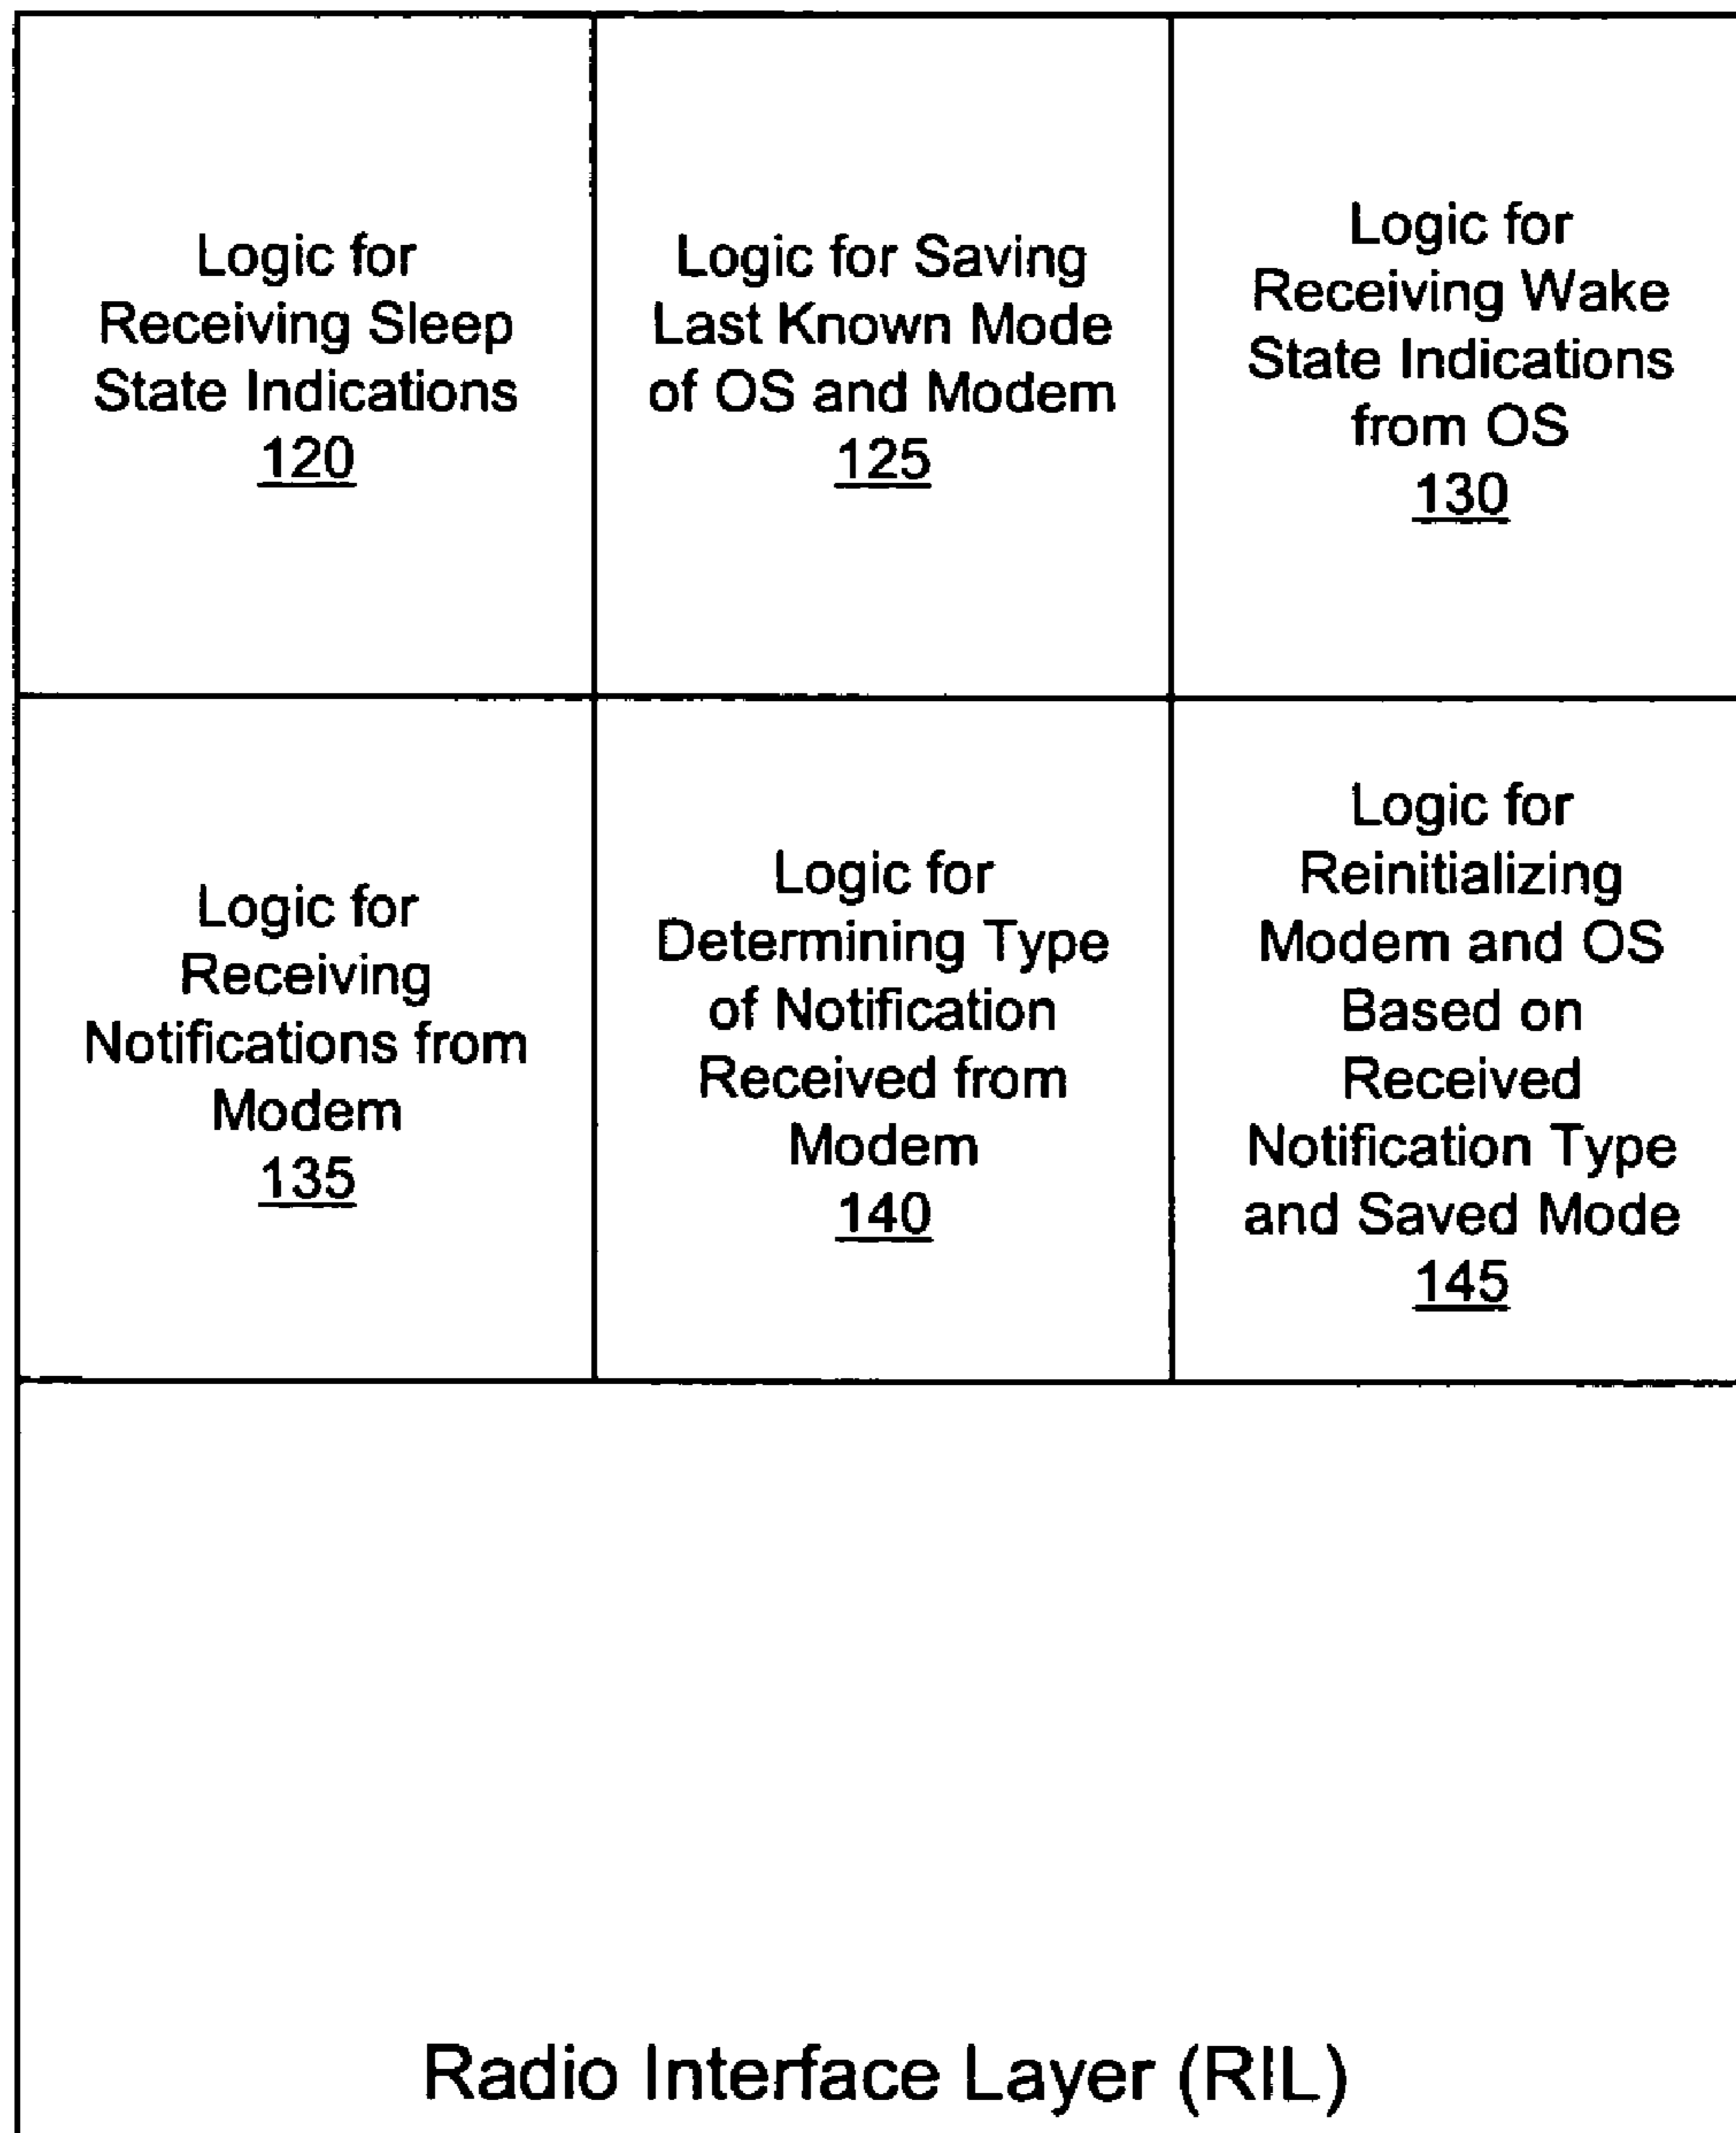 Logic for
Receiving Sleep
State Indications
120
Logic for Saving
Last Known Mode
of OS and Modem
125
Logic for
Receiving Wake
State Indications
from OS
130
Logic for
Receiving
Notifications from
Modem
135
Logic for
Determining Type
of Notification
Received from
Modem
140
Logic for
Reinitializing
Modem and OS
Based on
Received
Notification Type
and Saved Mode
145
Radio Interface Layer (RIL)